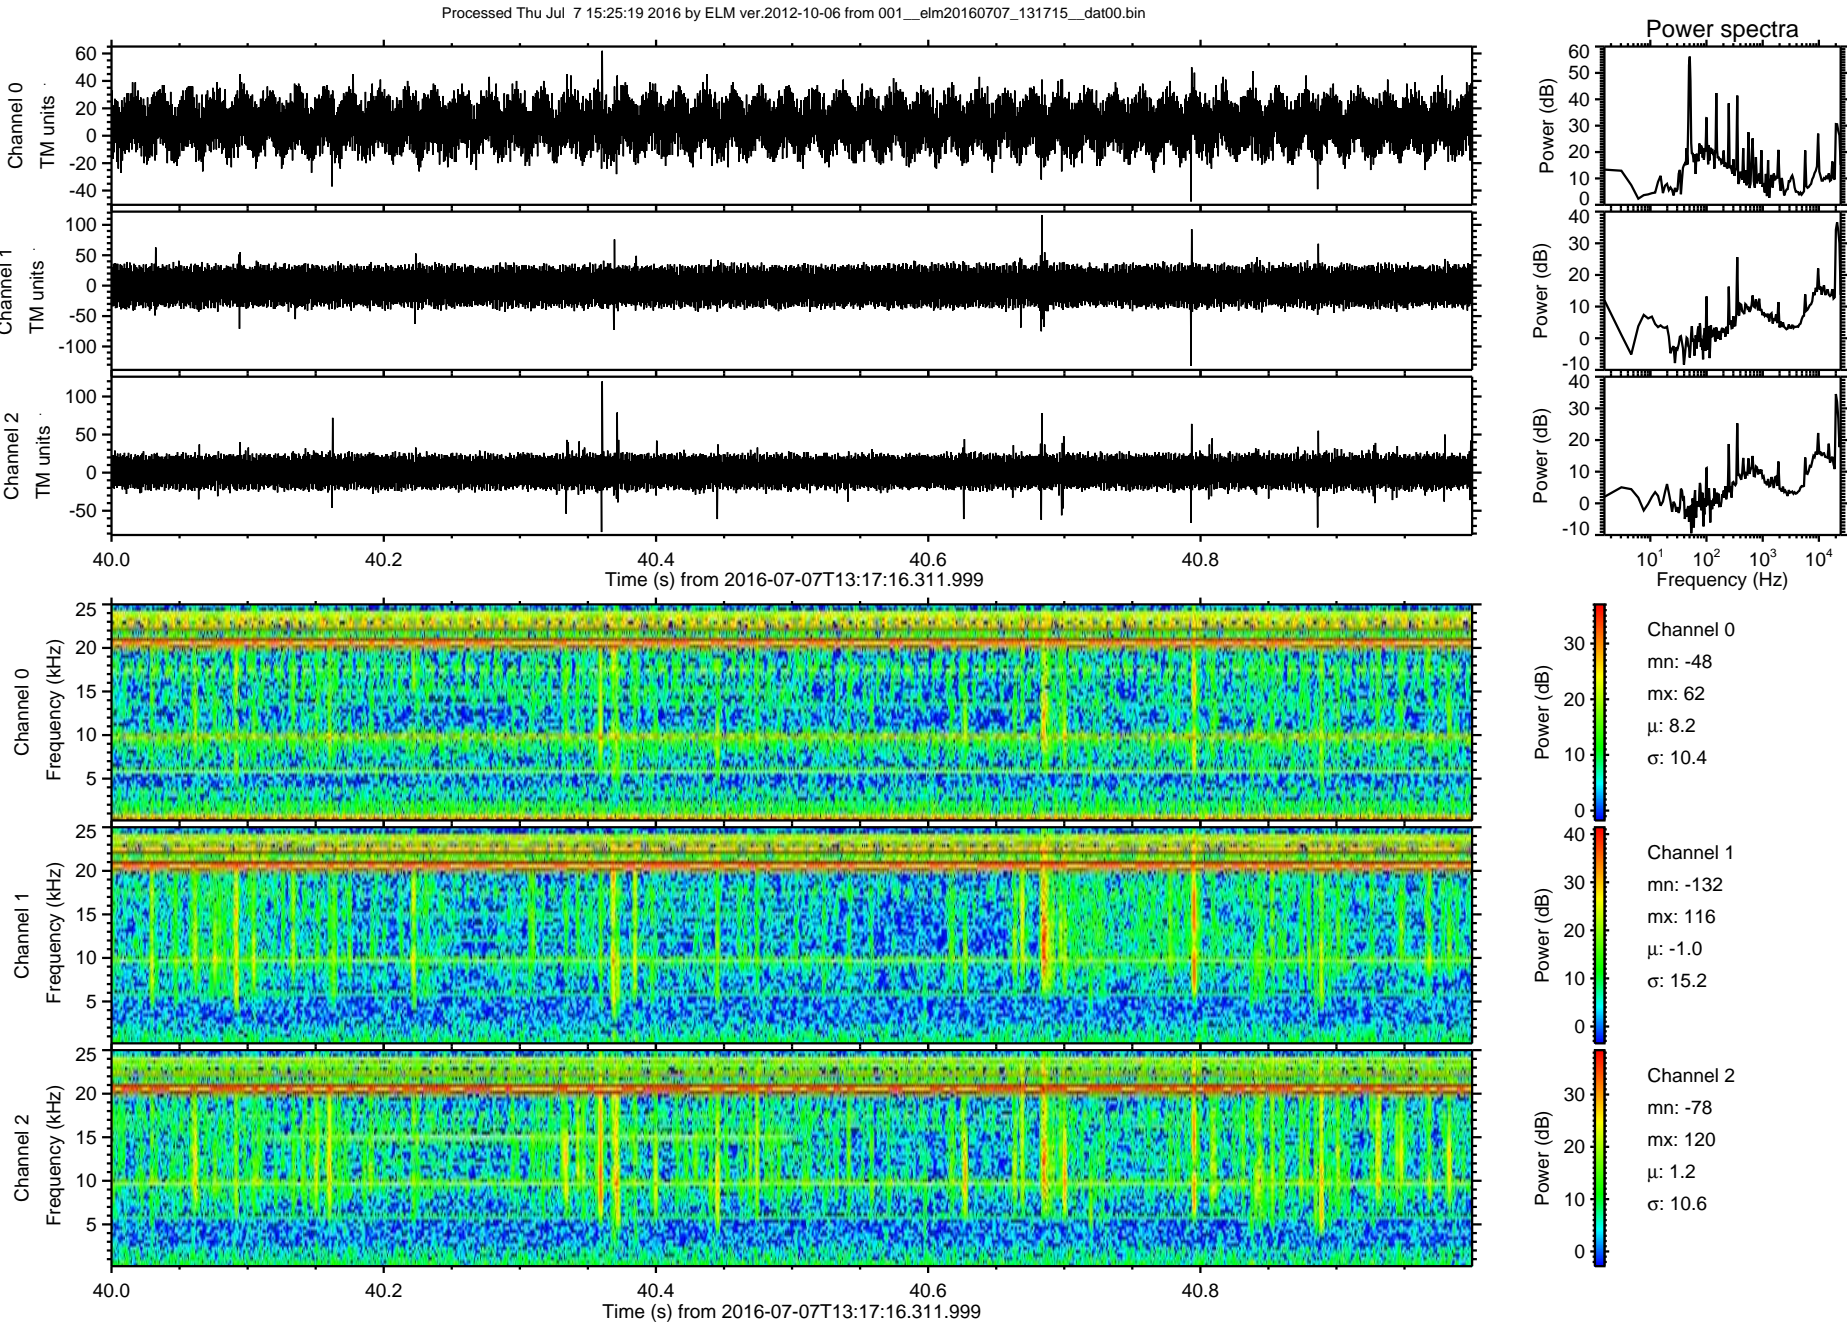 Processed Thu Jul  7 15:25:19 2016 by ELM ver.2012-10-06 from 001__elm20160707_131715__dat00.bin
Power spectra
Channel 0
TM units
60
40
20
0
-20
-40
Power (dB)
60
50
40
30
20
10
0
Channel 1
TM units
100
50
0
-50
-100
Power (dB)
40
30
20
10
0
-10
Channel 2
TM units
100
50
0
-50
Power (dB)
40
30
20
10
0
-10
40.0 40.2 40.4 40.6 40.8
Time (s) from 2016-07-07T13:17:16.311.999
10¹ 10² 10³ 10⁴
Frequency (Hz)
Channel 0
Frequency (kHz)
25
20
15
10
5
Power (dB)
30
20
10
0
Channel 0
mn: -48
mx: 62
μ: 8.2
σ: 10.4
Channel 1
Frequency (kHz)
25
20
15
10
5
Power (dB)
40
30
20
10
0
Channel 1
mn: -132
mx: 116
μ: -1.0
σ: 15.2
Channel 2
Frequency (kHz)
25
20
15
10
5
Power (dB)
30
20
10
0
Channel 2
mn: -78
mx: 120
μ: 1.2
σ: 10.6
40.0 40.2 40.4 40.6 40.8
Time (s) from 2016-07-07T13:17:16.311.999